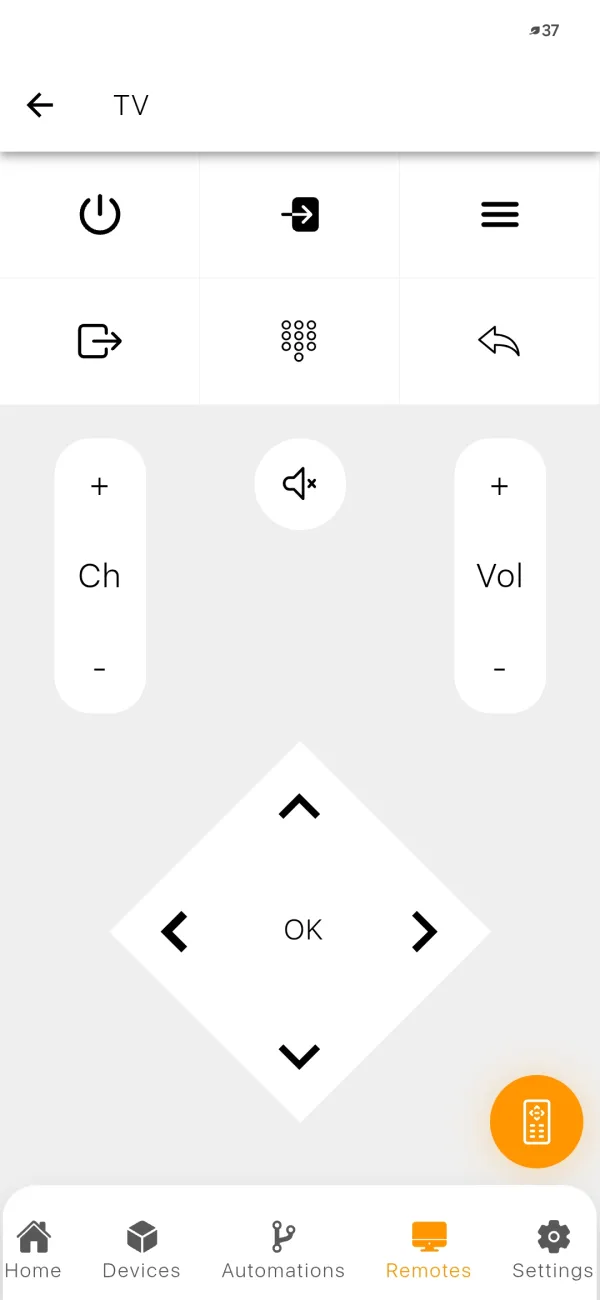 37
TV
+
+
Ch
Vol
-
-
OK
Home
Devices
Automations
Remotes
Settings